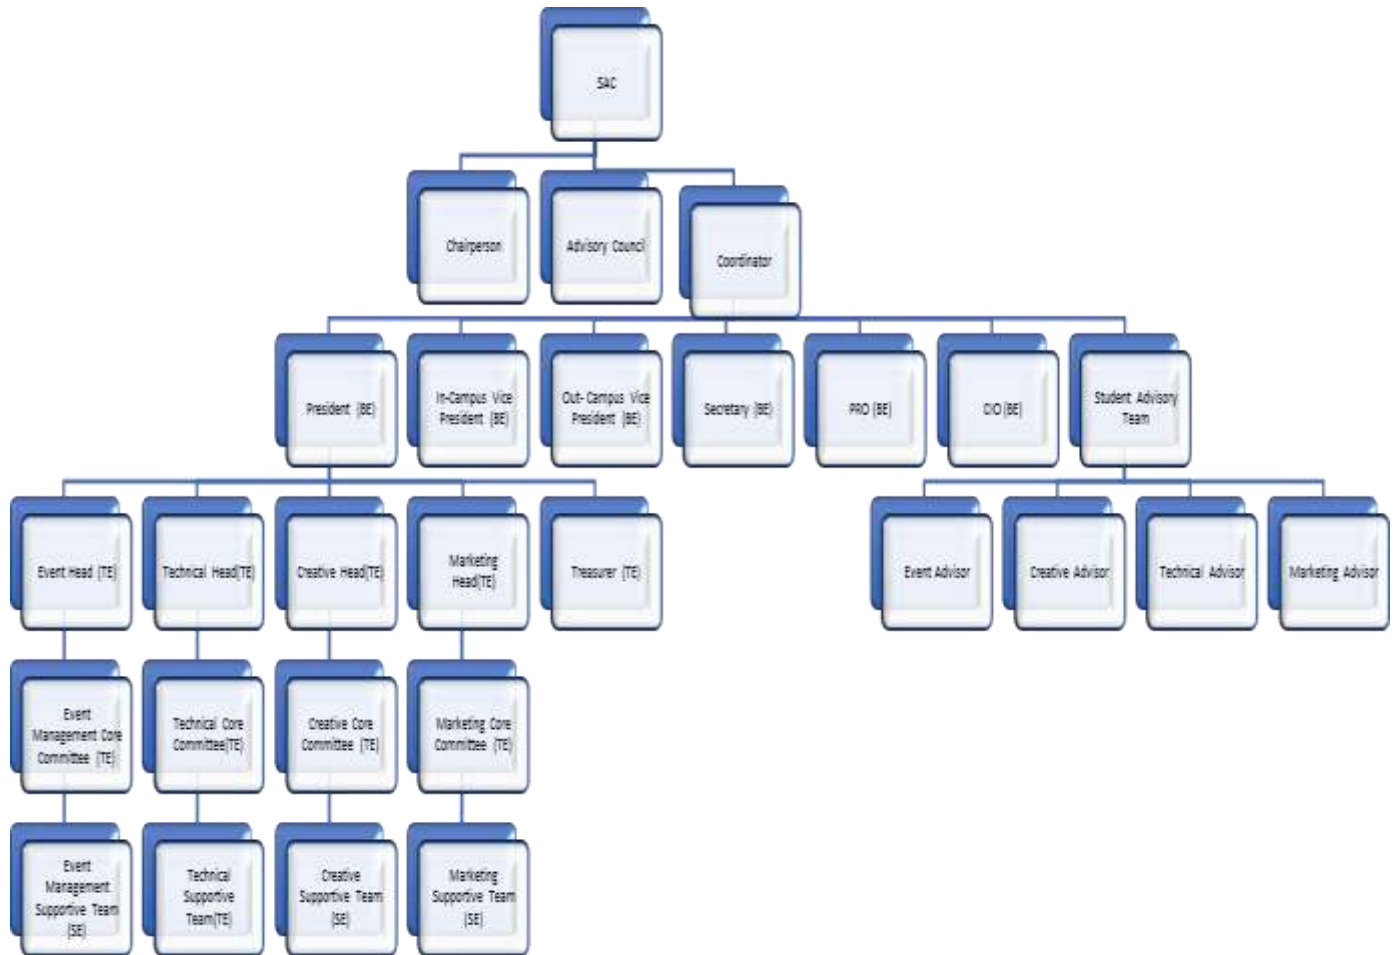 SAC
Chairperson
Advisory Council
Coordinator
President (BE)
In-Campus Vice
President (BE)
Out- Campus Vice
President (BE)
Secretary (BE)
PRO (BE)
CIO (BE)
Student Advisory
Team
Event Head (TE)
Technical Head(TE)
Creative Head(TE)
Marketing
Head(TE)
Treasurer (TE)
Event Advisor
Creative Advisor
Technical Advisor
Marketing Advisor
Event
Management Core
Committee (TE)
Technical Core
Committee(TE)
Creative Core
Committee (TE)
Marketing Core
Committee (TE)
Event
Management
Supportive Team
(SE)
Technical
Supportive
Team(TE)
Creative
Supportive Team
(SE)
Marketing
Supportive Team
(SE)